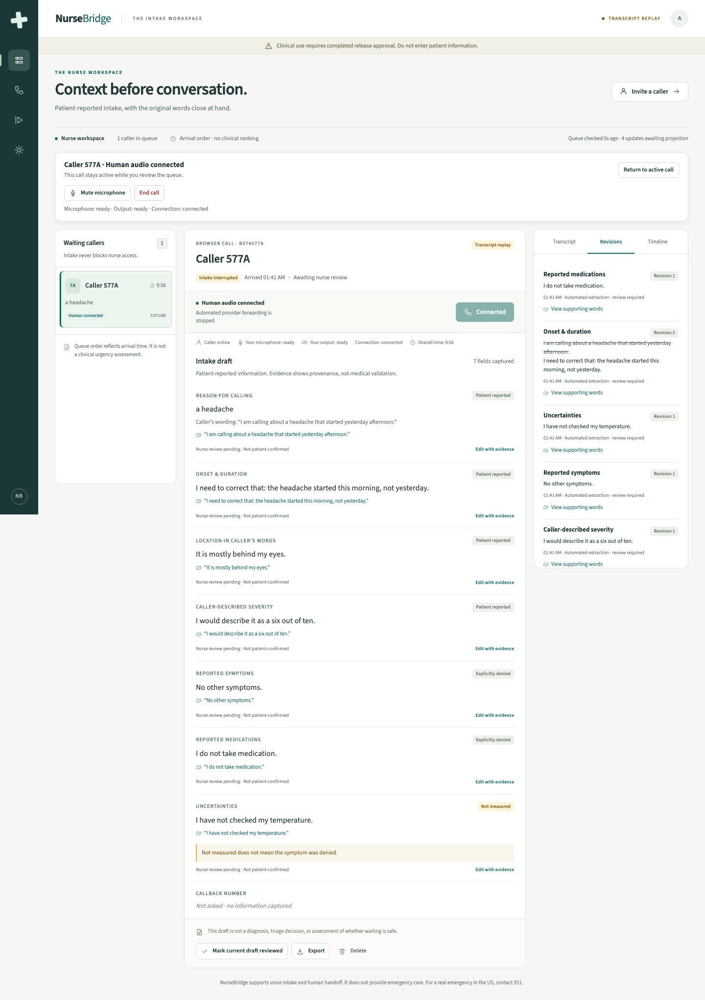 NurseBridge
THE INTAKE WORKSPACE
TRANSCRIPT REPLAY
A
Clinical use requires completed release approval. Do not enter patient information.
THE NURSE WORKSPACE
Context before conversation.
Patient-reported intake, with the original words close at hand.
Invite a caller
Nurse workspace
1 caller in queue
Arrival order · no clinical ranking
Queue checked 0s ago · 4 updates awaiting projection
Caller 577A · Human audio connected
This call stays active while you review the queue.
Return to active call
Mute microphone
End call
Microphone: ready · Output: ready · Connection: connected
Waiting callers
1
Intake never blocks nurse access.
7A
Caller 577A
9:56
a headache
Human connected
FIXTURE
Queue order reflects arrival time. It is not
a clinical urgency assessment.
NB
BROWSER CALL · B574577A
Transcript replay
Caller 577A
Intake interrupted
Arrived 01:41 AM · Awaiting nurse review
Human audio connected
Automated provider forwarding is
stopped.
Connected
Caller online
Your microphone: ready
Your output: ready
Connection: connected
Overall time: 9:56
Intake draft
7 fields captured
Patient-reported information. Evidence shows provenance, not medical validation.
REASON FOR CALLING
Patient reported
a headache
Caller’s wording: “I am calling about a headache that started yesterday afternoon.”
“I am calling about a headache that started yesterday afternoon.”
Nurse review pending · Not patient-confirmed
Edit with evidence
ONSET & DURATION
Patient reported
I need to correct that: the headache started this morning, not yesterday.
“I need to correct that: the headache started this morning, not yesterday.”
Nurse review pending · Not patient-confirmed
Edit with evidence
LOCATION IN CALLER’S WORDS
Patient reported
It is mostly behind my eyes.
“It is mostly behind my eyes.”
Nurse review pending · Not patient-confirmed
Edit with evidence
CALLER-DESCRIBED SEVERITY
Patient reported
I would describe it as a six out of ten.
“I would describe it as a six out of ten.”
Nurse review pending · Not patient-confirmed
Edit with evidence
REPORTED SYMPTOMS
Explicitly denied
No other symptoms.
“No other symptoms.”
Nurse review pending · Not patient-confirmed
Edit with evidence
REPORTED MEDICATIONS
Explicitly denied
I do not take medication.
“I do not take medication.”
Nurse review pending · Not patient-confirmed
Edit with evidence
UNCERTAINTIES
Not measured
I have not checked my temperature.
“I have not checked my temperature.”
Not measured does not mean the symptom was denied.
Nurse review pending · Not patient-confirmed
Edit with evidence
CALLBACK NUMBER
Not asked · no information captured
This draft is not a diagnosis, triage decision, or assessment of whether waiting is safe.
Mark current draft reviewed
Export
Delete
Transcript
Revisions
Timeline
Reported medications
Revision 1
I do not take medication.
01:41 AM · Automated extraction · review required
View supporting words
Onset & duration
Revision 2
I am calling about a headache that started yesterday
afternoon.
I need to correct that: the headache started this
morning, not yesterday.
01:41 AM · Automated extraction · review required
View supporting words
Uncertainties
Revision 1
I have not checked my temperature.
01:41 AM · Automated extraction · review required
View supporting words
Reported symptoms
Revision 1
No other symptoms.
01:41 AM · Automated extraction · review required
View supporting words
Caller-described severity
Revision 1
I would describe it as a six out of ten.
01:41 AM · Automated extraction · review required
View supporting words
NurseBridge supports voice intake and human handoff. It does not provide emergency care. For a real emergency in the US, contact 911.